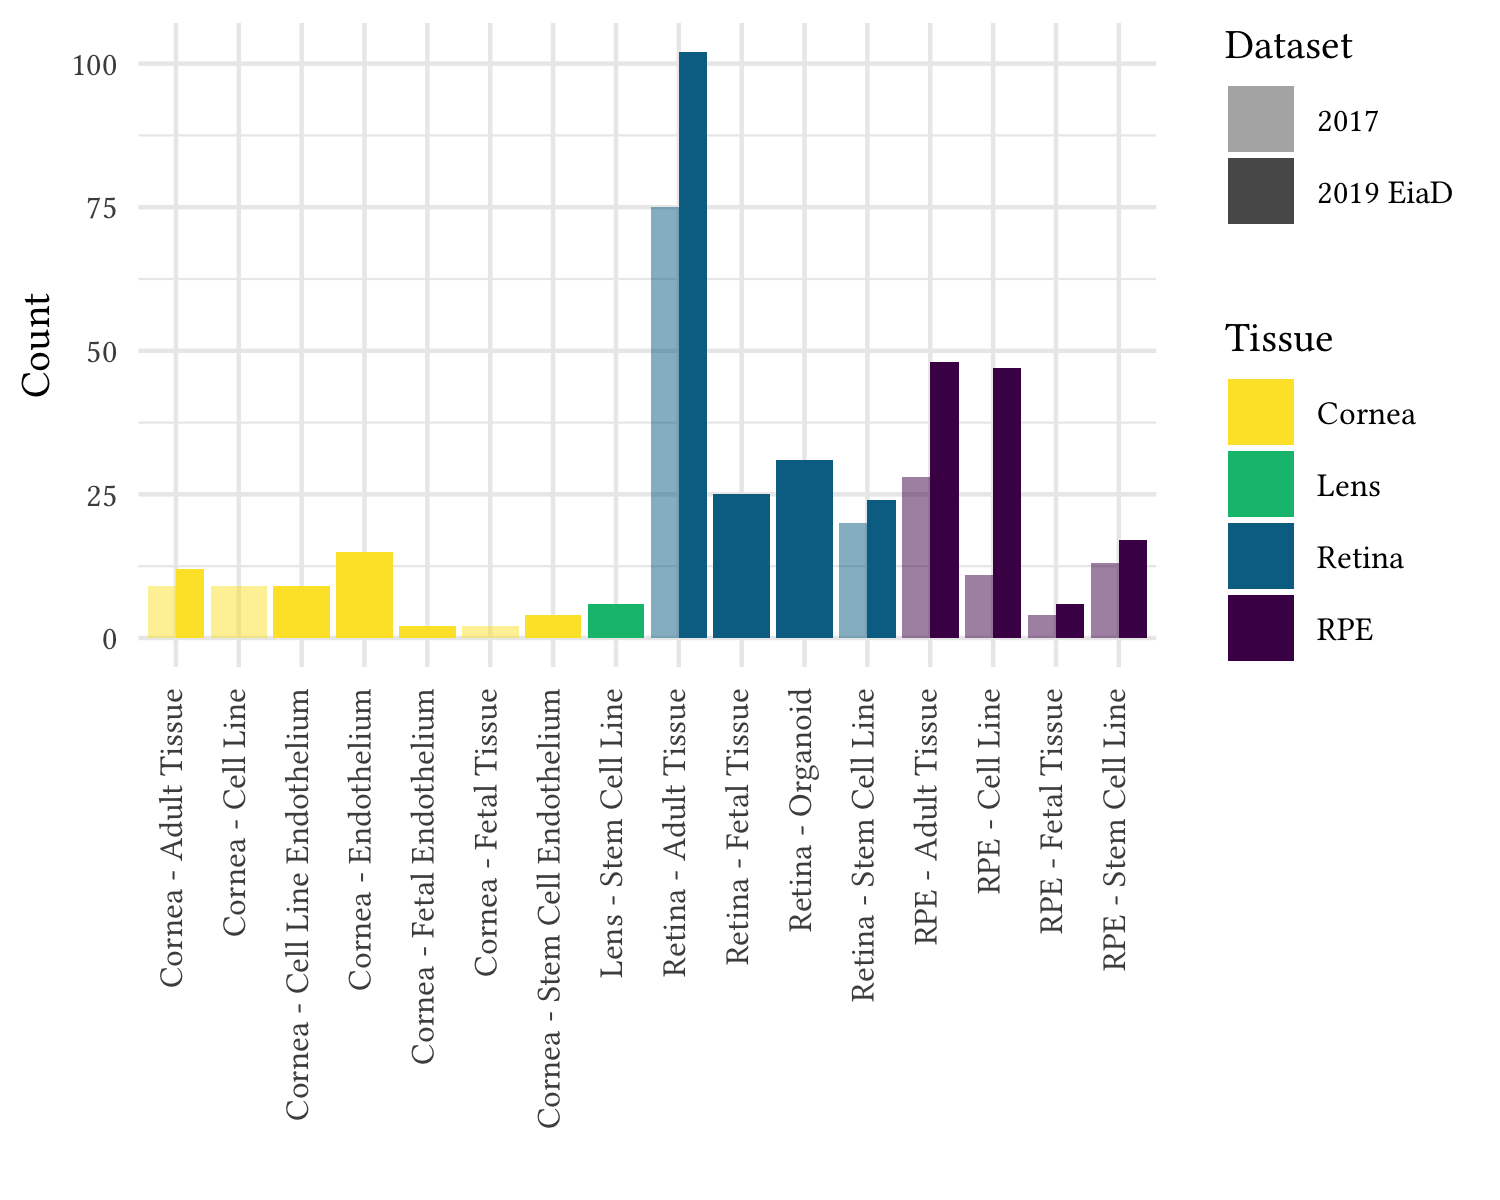 Count
100
75
50
25
0
Cornea - Adult Tissue
Cornea - Cell Line
Cornea - Cell Line Endothelium
Cornea - Endothelium
Cornea - Fetal Endothelium
Cornea - Fetal Tissue
Cornea - Stem Cell Endothelium
Lens - Stem Cell Line
Retina - Adult Tissue
Retina - Fetal Tissue
Retina - Organoid
Retina - Stem Cell Line
RPE - Adult Tissue
RPE - Cell Line
RPE - Fetal Tissue
RPE - Stem Cell Line
Dataset
2017
2019 EiaD
Tissue
Cornea
Lens
Retina
RPE